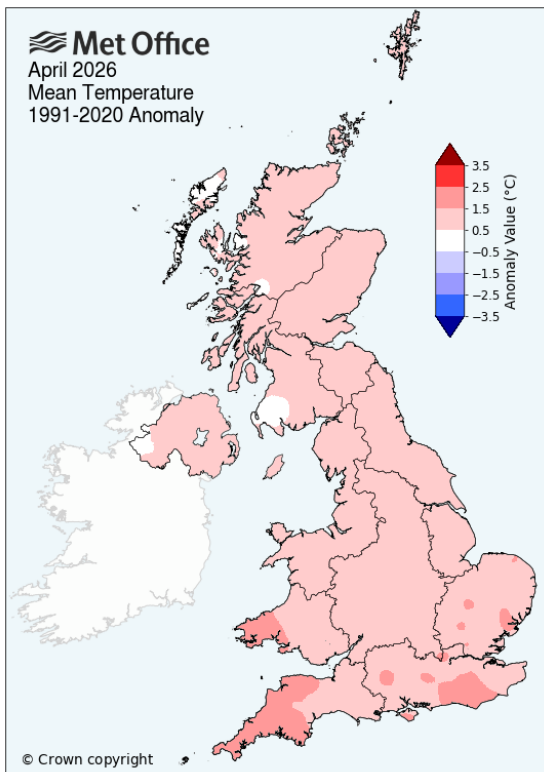 Met Office
April 2026
Mean Temperature
1991-2020 Anomaly
3.5
2.5
1.5
0.5
−0.5
−1.5
−2.5
−3.5
Anomaly Value (°C)
© Crown copyright